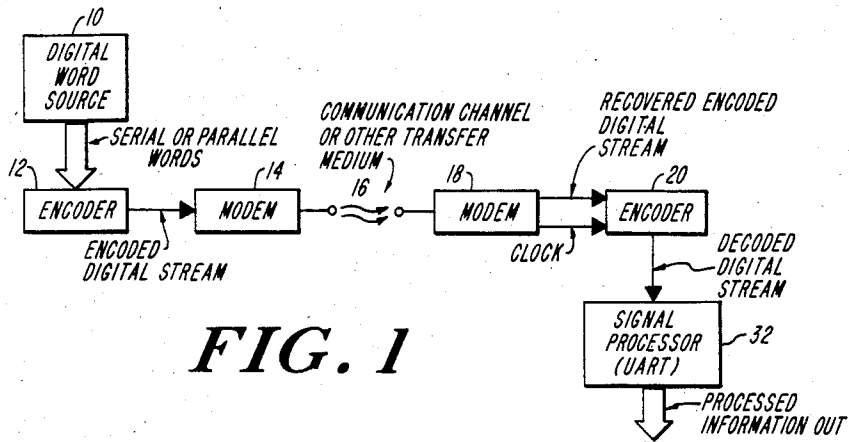 10
DIGITAL
WORD
SOURCE
SERIAL OR PARALLEL
WORDS
12
ENCODER
ENCODED
DIGITAL STREAM
14
MODEM
COMMUNICATION CHANNEL
OR OTHER TRANSFER
MEDIUM
16
18
MODEM
RECOVERED ENCODED
DIGITAL
STREAM
CLOCK
20
ENCODER
DECODED
DIGITAL
STREAM
SIGNAL
PROCESSOR
(UART)
32
PROCESSED
INFORMATION OUT
FIG. 1